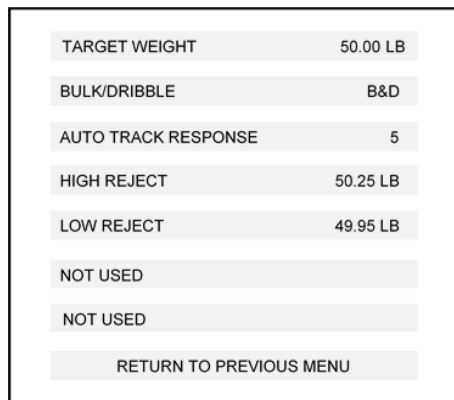 TARGET WEIGHT 50.00 LB
BULK/DRIBBLE B&D
AUTO TRACK RESPONSE 5
HIGH REJECT 50.25 LB
LOW REJECT 49.95 LB
NOT USED
NOT USED
RETURN TO PREVIOUS MENU